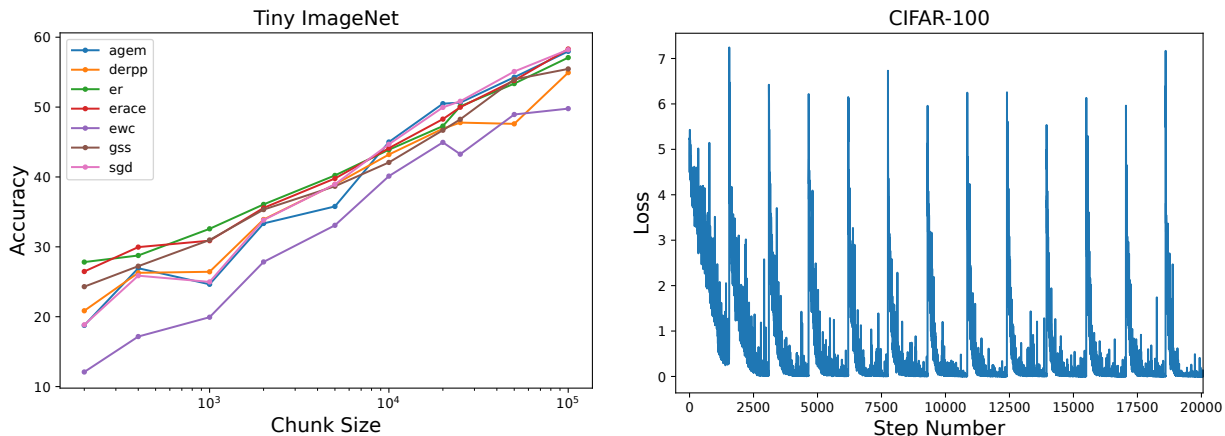 Tiny ImageNet
60
50
40
30
20
10
Accuracy
agem
derpp
er
erace
ewc
gss
sgd
10³
10⁴
10⁵
Chunk Size
CIFAR-100
7
6
5
4
3
2
1
0
Loss
0
2500
5000
7500
10000
12500
15000
17500
20000
Step Number